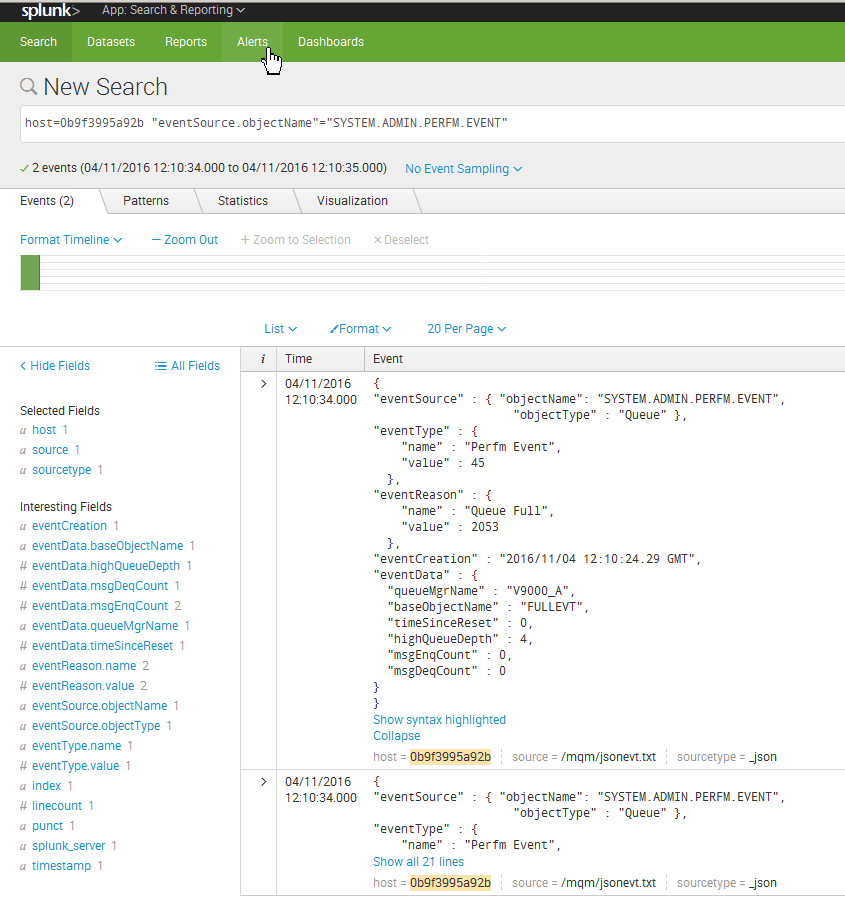 splunk> App: Search & Reporting
Search Datasets Reports Alerts Dashboards
New Search
host=0b9f3995a92b "eventSource.objectName"="SYSTEM.ADMIN.PERFM.EVENT"
2 events (04/11/2016 12:10:34.000 to 04/11/2016 12:10:35.000) No Event Sampling
Events (2) Patterns Statistics Visualization
Format Timeline — Zoom Out + Zoom to Selection × Deselect
List Format 20 Per Page
< Hide Fields All Fields
Selected Fields
a host 1
a source 1
a sourcetype 1
Interesting Fields
a eventCreation 1
a eventData.baseObjectName 1
# eventData.highQueueDepth 1
# eventData.msgDeqCount 1
# eventData.msgEnqCount 2
a eventData.queueMgrName 1
# eventData.timeSinceReset 1
a eventReason.name 2
# eventReason.value 2
a eventSource.objectName 1
a eventSource.objectType 1
a eventType.name 1
# eventType.value 1
a index 1
# linecount 1
a punct 1
a splunk_server 1
a timestamp 1
i Time Event
> 04/11/2016
12:10:34.000
{
"eventSource" : { "objectName": "SYSTEM.ADMIN.PERFM.EVENT",
"objectType" : "Queue" },
"eventType" : {
"name" : "Perfm Event",
"value" : 45
},
"eventReason" : {
"name" : "Queue Full",
"value" : 2053
},
"eventCreation" : "2016/11/04 12:10:24.29 GMT",
"eventData" : {
"queueMgrName" : "V9000_A",
"baseObjectName" : "FULLEVT",
"timeSinceReset" : 0,
"highQueueDepth" : 4,
"msgEnqCount" : 0,
"msgDeqCount" : 0
}
}
Show syntax highlighted
Collapse
host = 0b9f3995a92b source = /mqm/jsonevt.txt sourcetype = _json
> 04/11/2016
12:10:34.000
{
"eventSource" : { "objectName": "SYSTEM.ADMIN.PERFM.EVENT",
"objectType" : "Queue" },
"eventType" : {
"name" : "Perfm Event",
Show all 21 lines
host = 0b9f3995a92b source = /mqm/jsonevt.txt sourcetype = _json